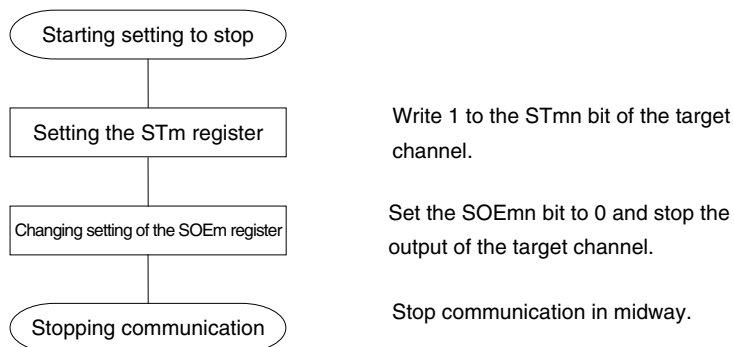 Starting setting to stop
Setting the STm register
Write 1 to the STmn bit of the target
channel.
Changing setting of the SOEm register
Set the SOEmn bit to 0 and stop the
output of the target channel.
Stopping communication
Stop communication in midway.